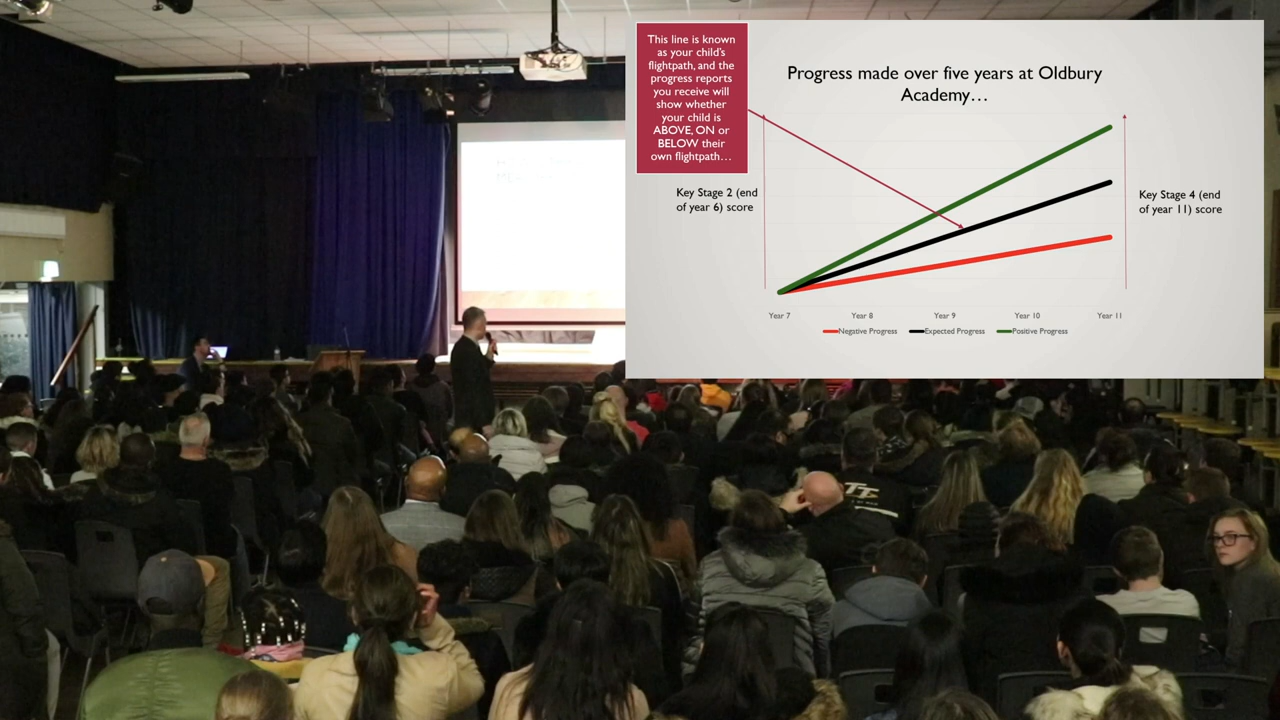 This line is known
as your child's
flightpath, and the
progress reports
you receive will
show whether
your child is
ABOVE, ON or
BELOW their
own flightpath…
Progress made over five years at Oldbury
Academy…
Key Stage 2 (end
of year 6) score
Key Stage 4 (end
of year 11) score
Year 7
Year 8
Year 9
Year 10
Year 11
Negative Progress
Expected Progress
Positive Progress
TT